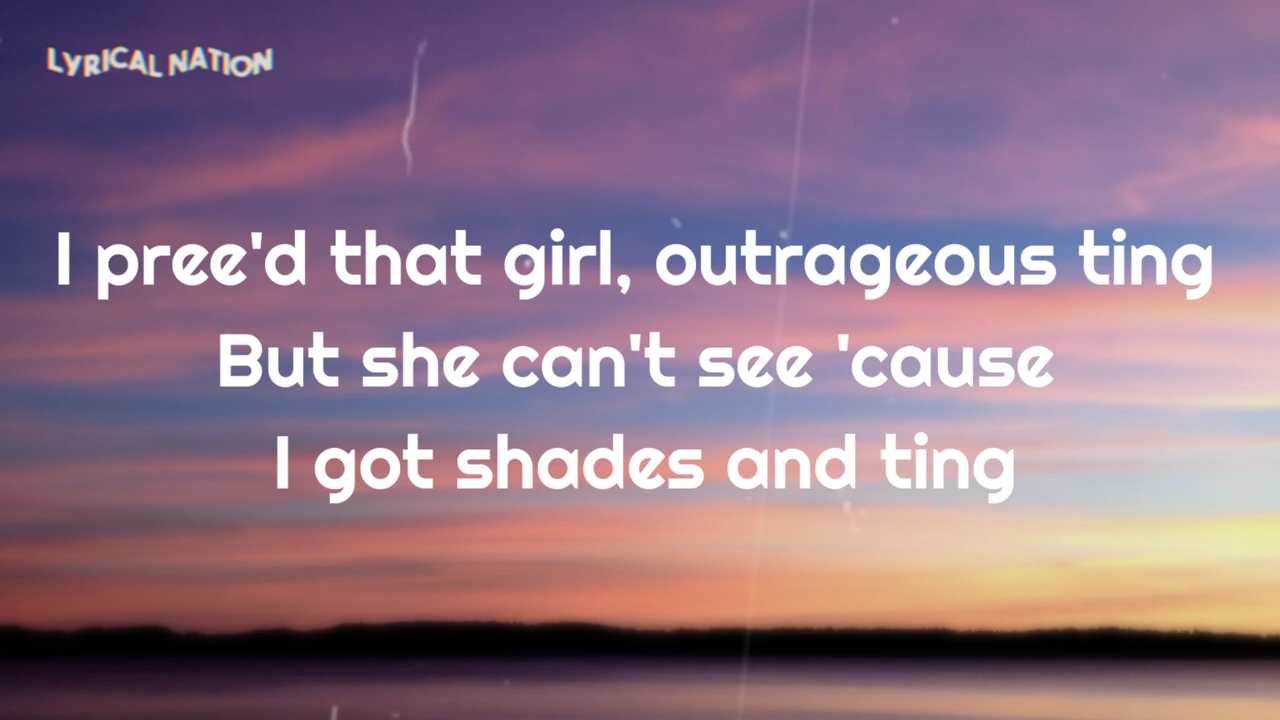 LYRICAL NATION
I pree'd that girl, outrageous ting
But she can't see 'cause
I got shades and ting